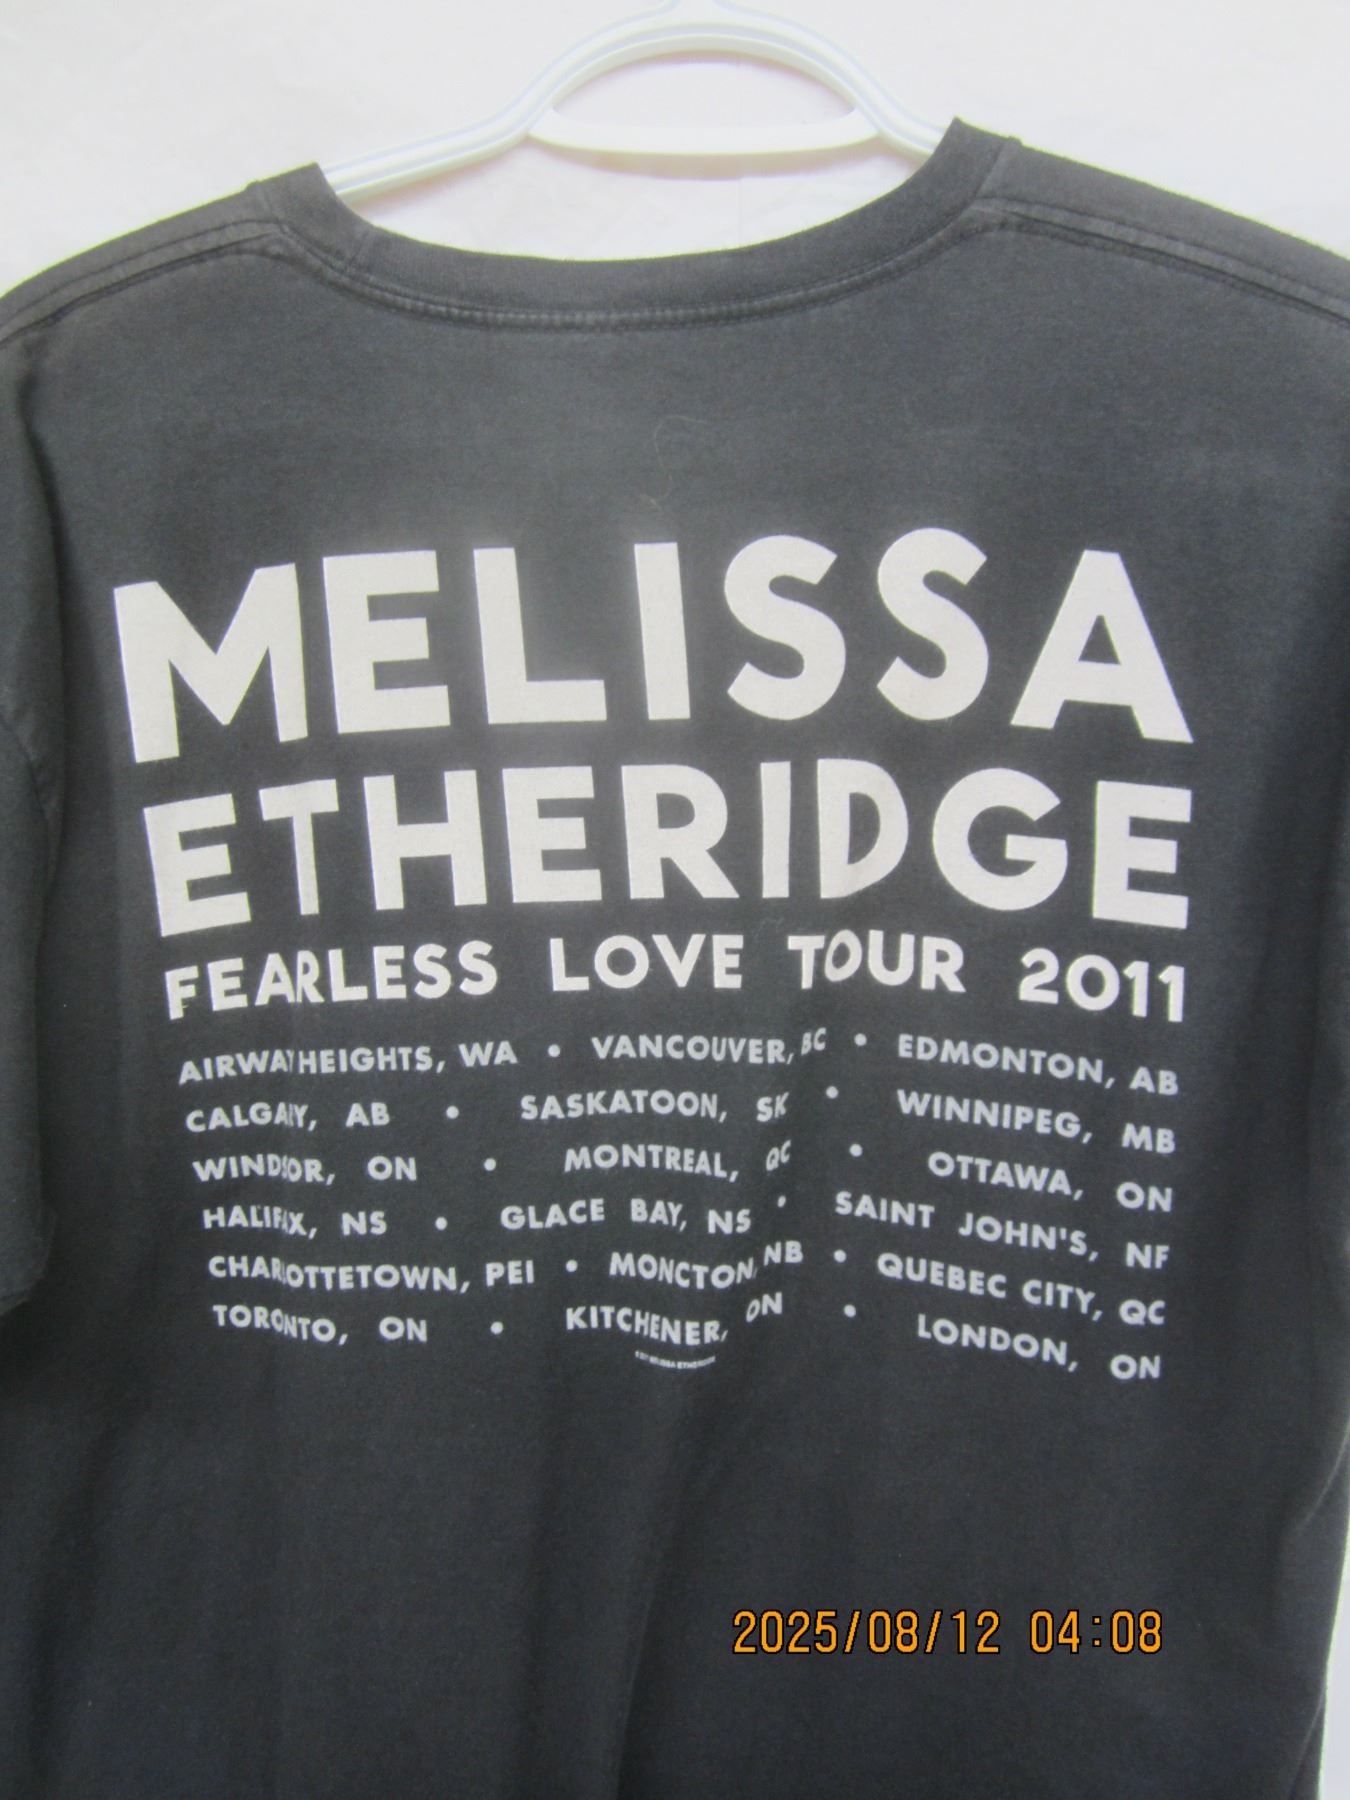 MELISSA
ETHERIDGE
FEARLESS LOVE TOUR 2011
AIRWAY HEIGHTS, WA • VANCOUVER, BC • EDMONTON, AB
CALGARY, AB • SASKATOON, SK • WINNIPEG, MB
WINDSOR, ON • MONTREAL, QC • OTTAWA, ON
HALIFAX, NS • GLACE BAY, NS • SAINT JOHN'S, NF
CHARLOTTETOWN, PEI • MONCTON, NB • QUEBEC CITY, QC
TORONTO, ON • KITCHENER, ON • LONDON, ON
MELISSA ETHERIDGE
2025/08/12 04:08